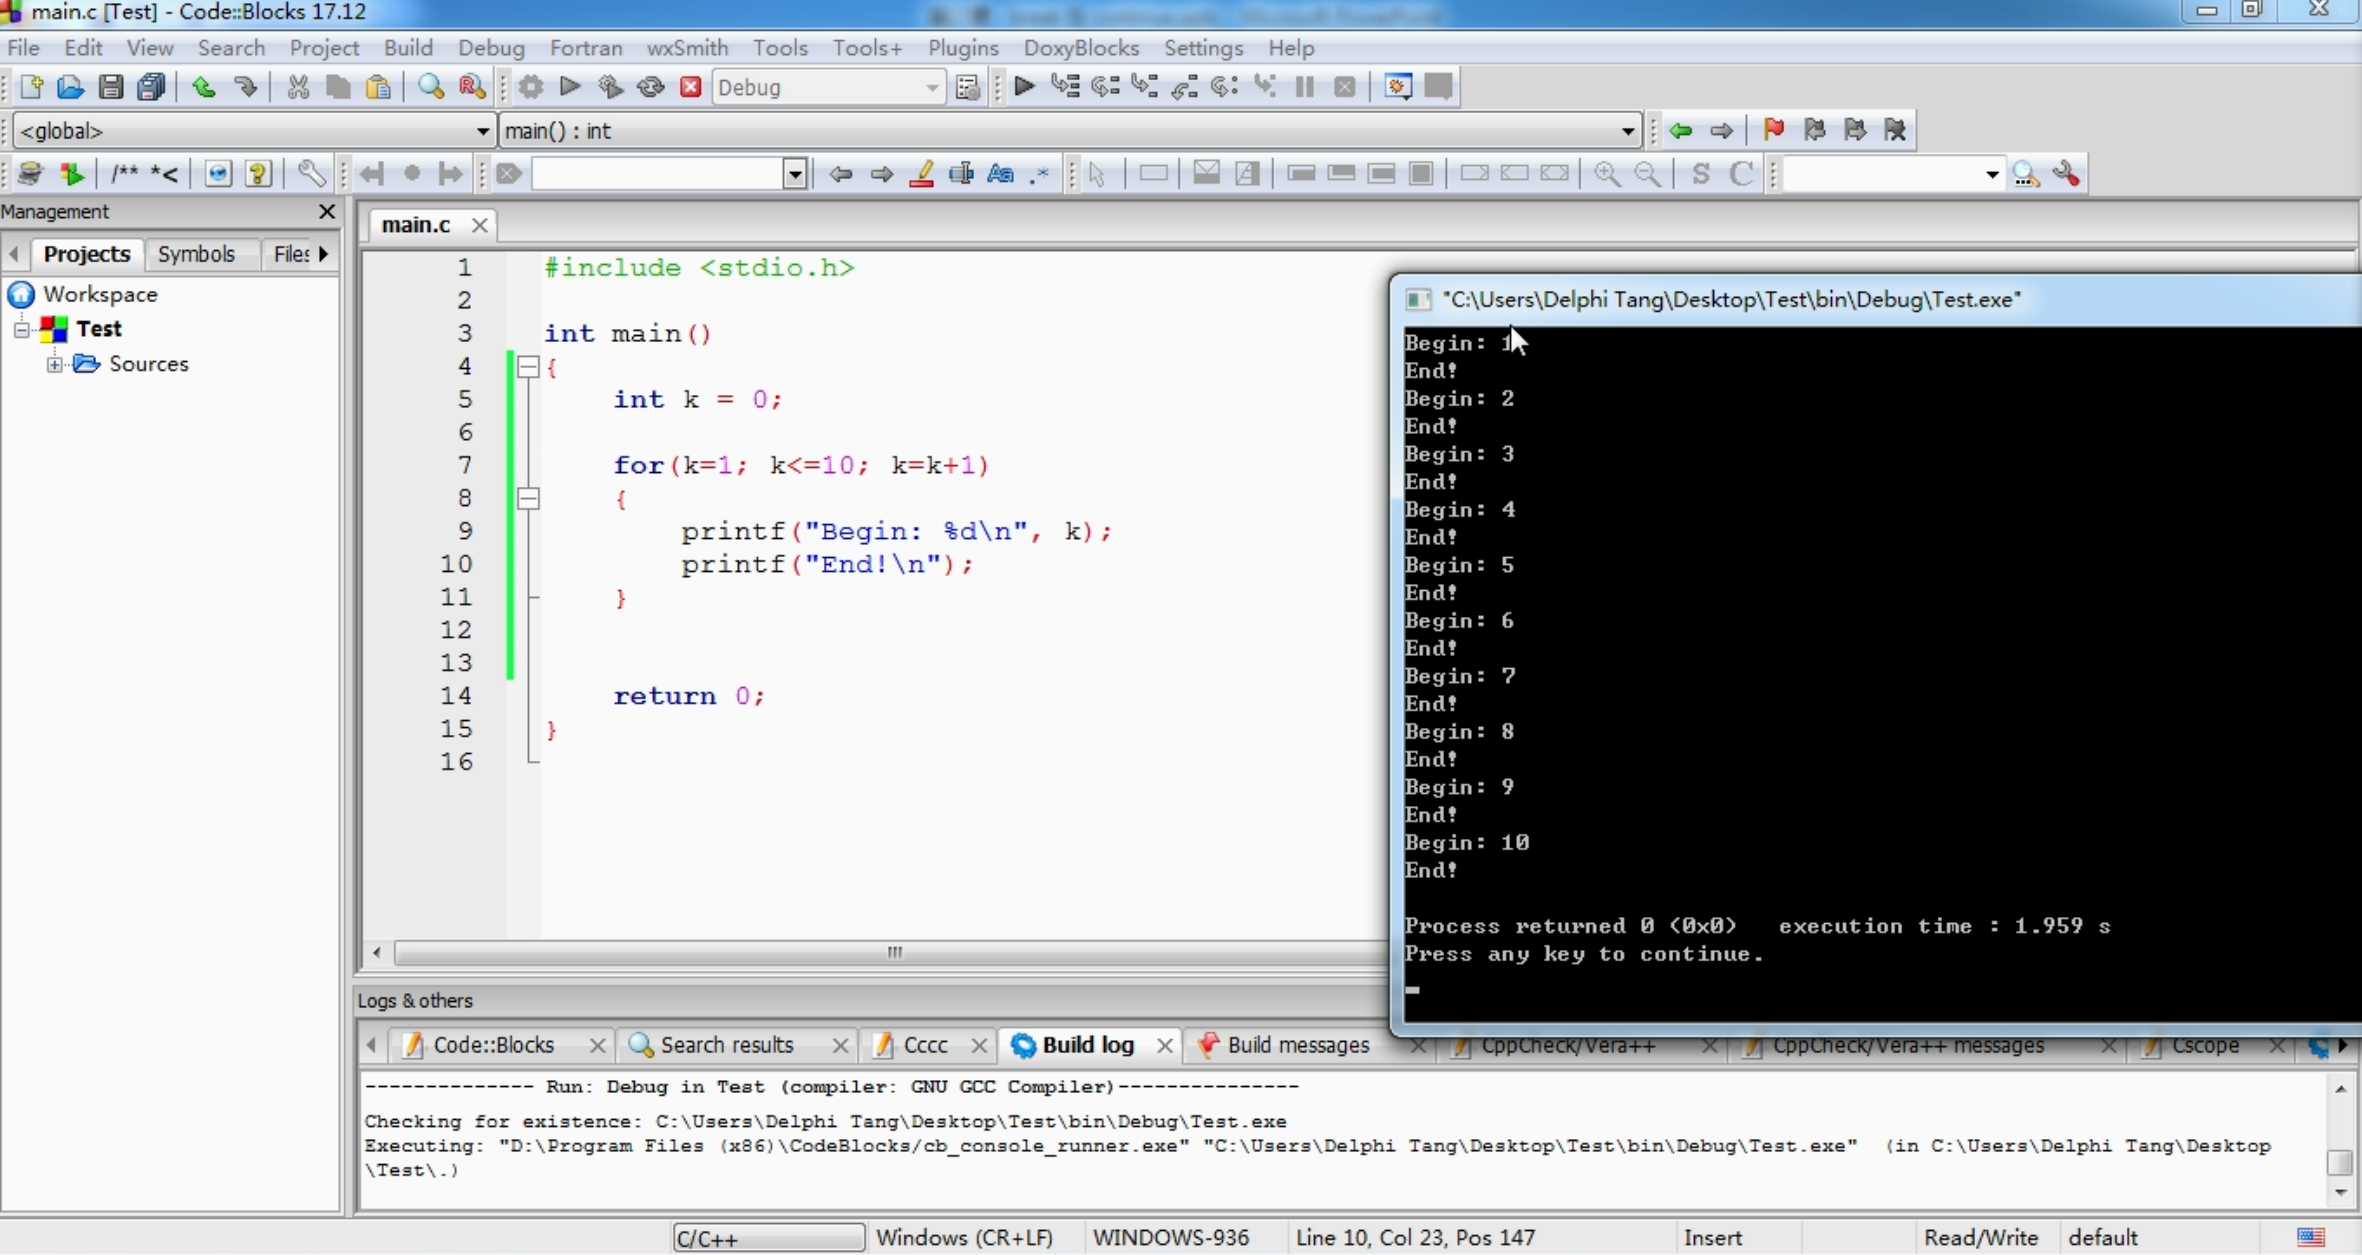 main.c [Test] - Code::Blocks 17.12
File Edit View Search Project Build Debug Fortran wxSmith Tools Tools+ Plugins DoxyBlocks Settings Help
Debug
<global> main() : int
/** *<
S C
Management
Projects Symbols Files
Workspace
Test
Sources
main.c
1 #include <stdio.h>
2
3 int main()
4 {
5 int k = 0;
6
7 for(k=1; k<=10; k=k+1)
8 {
9 printf("Begin: %d\n", k);
10 printf("End!\n");
11 }
12
13
14 return 0;
15 }
16
"C:\Users\Delphi Tang\Desktop\Test\bin\Debug\Test.exe"
Begin: 1
End!
Begin: 2
End!
Begin: 3
End!
Begin: 4
End!
Begin: 5
End!
Begin: 6
End!
Begin: 7
End!
Begin: 8
End!
Begin: 9
End!
Begin: 10
End!
Process returned 0 (0x0) execution time : 1.959 s
Press any key to continue.
Logs & others
Code::Blocks Search results Cccc Build log Build messages CppCheck/Vera++ CppCheck/Vera++ messages Cscope
-------------- Run: Debug in Test (compiler: GNU GCC Compiler)---------------
Checking for existence: C:\Users\Delphi Tang\Desktop\Test\bin\Debug\Test.exe
Executing: "D:\Program Files (x86)\CodeBlocks/cb_console_runner.exe" "C:\Users\Delphi Tang\Desktop\Test\bin\Debug\Test.exe" (in C:\Users\Delphi Tang\Desktop
\Test\.)
C/C++ Windows (CR+LF) WINDOWS-936 Line 10, Col 23, Pos 147 Insert Read/Write default